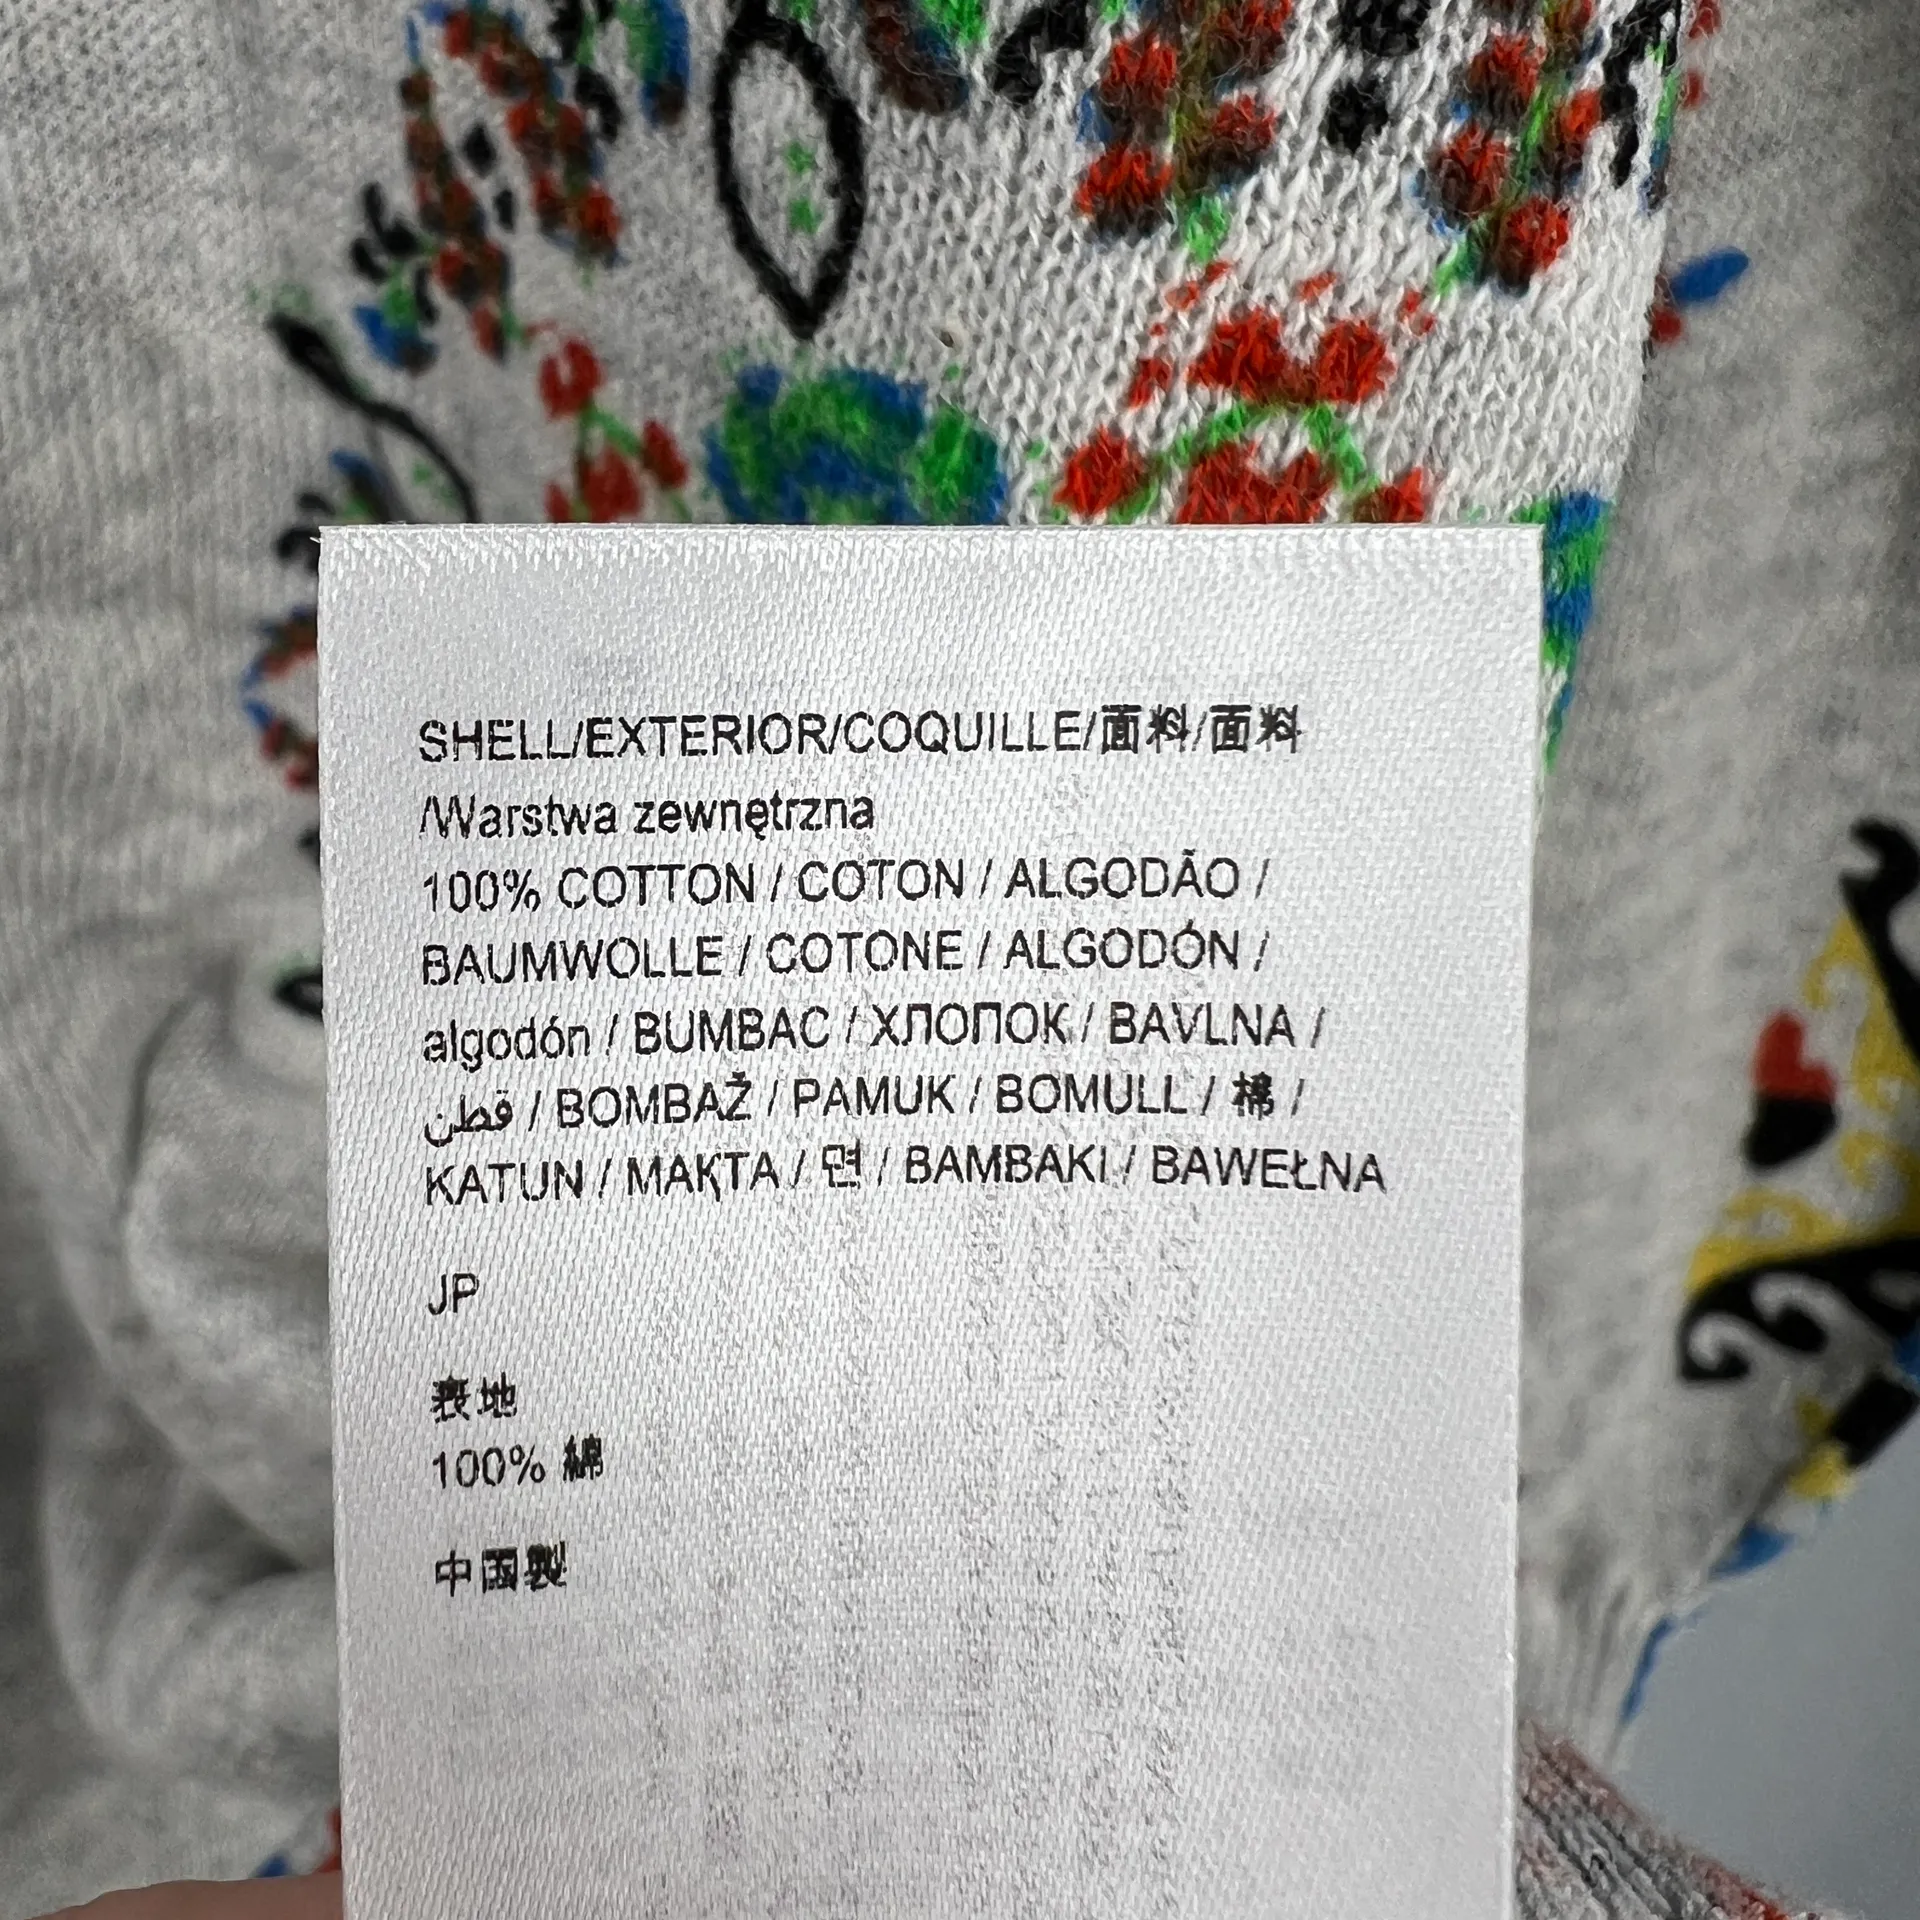 SHELL/EXTERIOR/COQUILLE/面料/面料
/Warstwa zewnętrzna
100% COTTON / COTON / ALGODÃO /
BAUMWOLLE / COTONE / ALGODÓN /
algodón / BUMBAC / ХЛОПОК / BAVLNA /
قطن / BOMBAŽ / PAMUK / BOMULL / 棉 /
KATUN / МАҚТА / 면 / BAMBAKI / BAWEŁNA
JP
表地
100% 綿
中国製